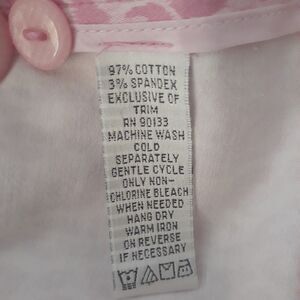 97% COTTON
3% SPANDEX
EXCLUSIVE OF
TRIM
RN 90133
MACHINE WASH
COLD
SEPARATELY
GENTLE CYCLE
ONLY NON-
CHLORINE BLEACH
WHEN NEEDED
HANG DRY
WARM IRON
ON REVERSE
IF NECESSARY